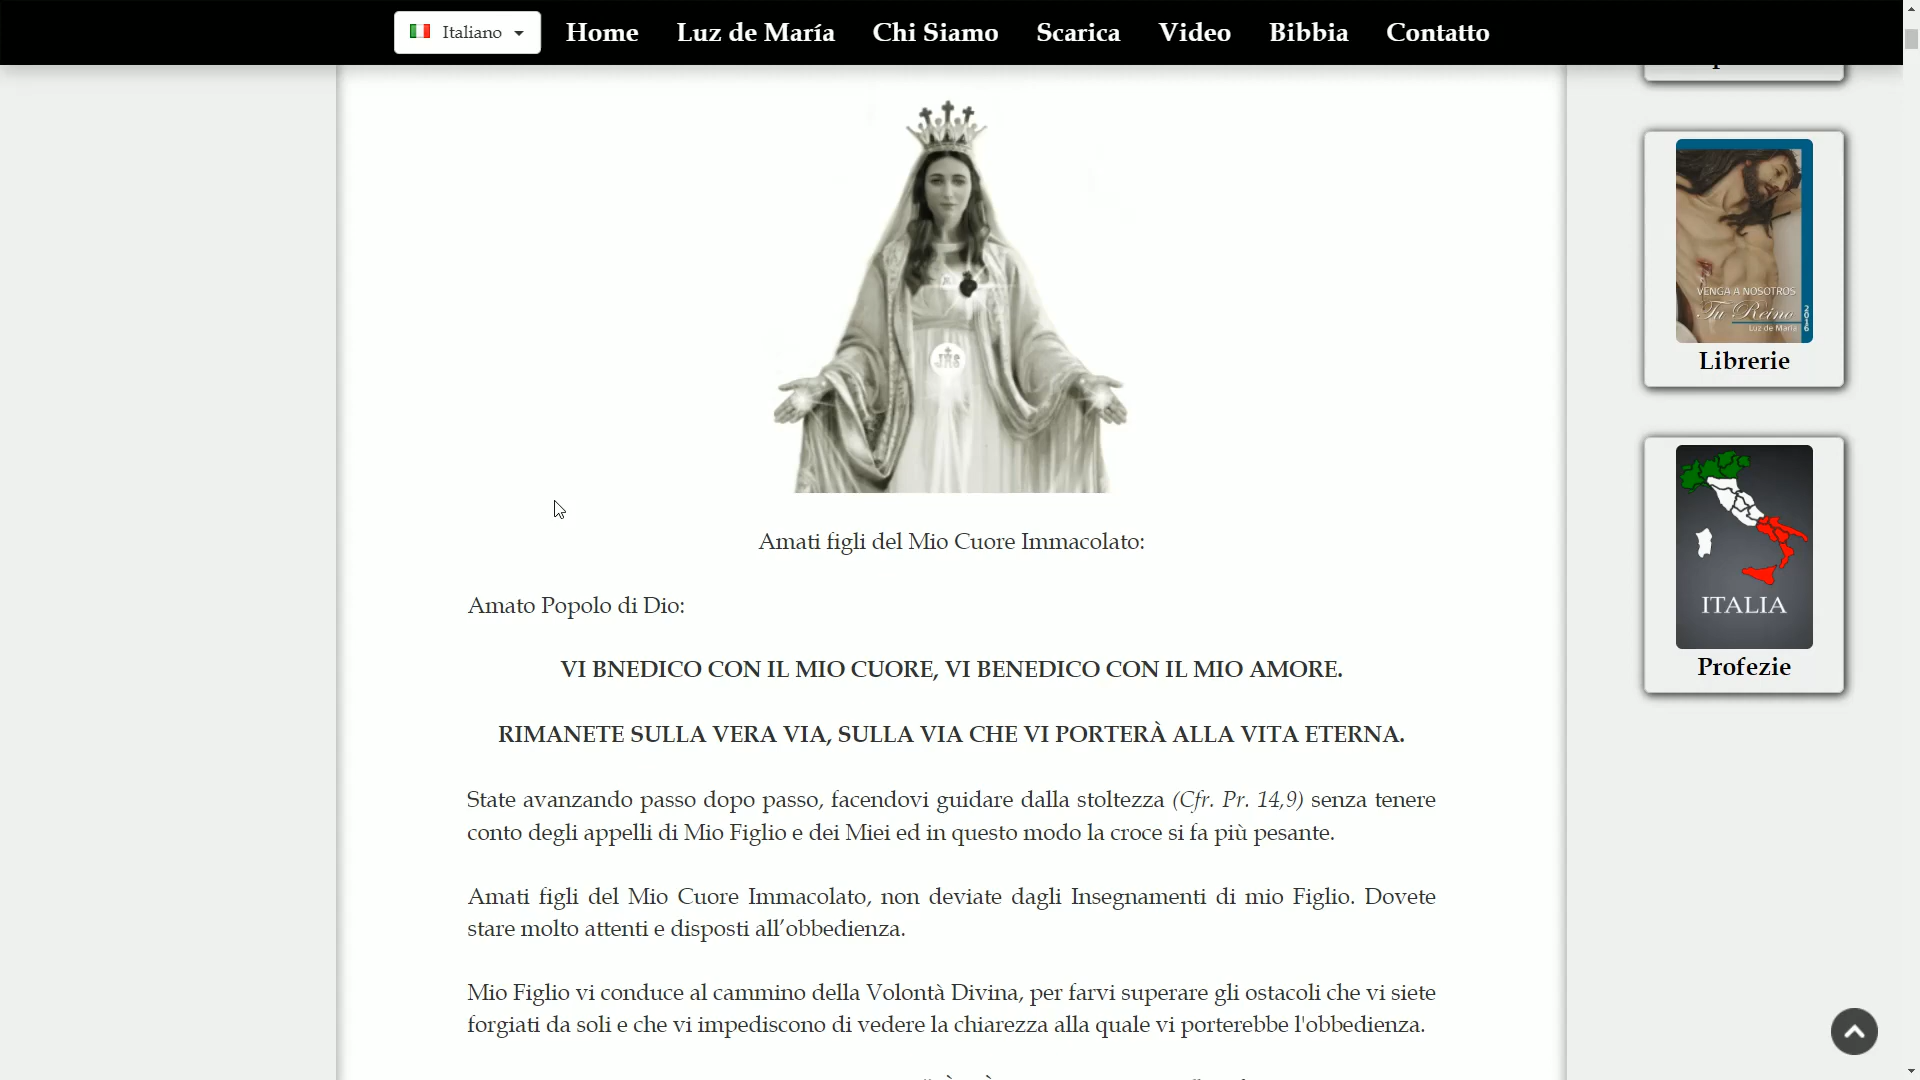 Italiano
Home
Luz de María
Chi Siamo
Scarica
Video
Bibbia
Contatto
JHS
Amati figli del Mio Cuore Immacolato:
Amato Popolo di Dio:
VI BNEDICO CON IL MIO CUORE, VI BENEDICO CON IL MIO AMORE.
RIMANETE SULLA VERA VIA, SULLA VIA CHE VI PORTERÀ ALLA VITA ETERNA.
State avanzando passo dopo passo, facendovi guidare dalla stoltezza (Cfr. Pr. 14,9) senza tenere
conto degli appelli di Mio Figlio e dei Miei ed in questo modo la croce si fa più pesante.
Amati figli del Mio Cuore Immacolato, non deviate dagli Insegnamenti di mio Figlio. Dovete
stare molto attenti e disposti all’obbedienza.
Mio Figlio vi conduce al cammino della Volontà Divina, per farvi superare gli ostacoli che vi siete
forgiati da soli e che vi impediscono di vedere la chiarezza alla quale vi porterebbe l'obbedienza.
VENGA A NOSOTROS
Tu Reino
Luz de María
2016
Librerie
ITALIA
Profezie